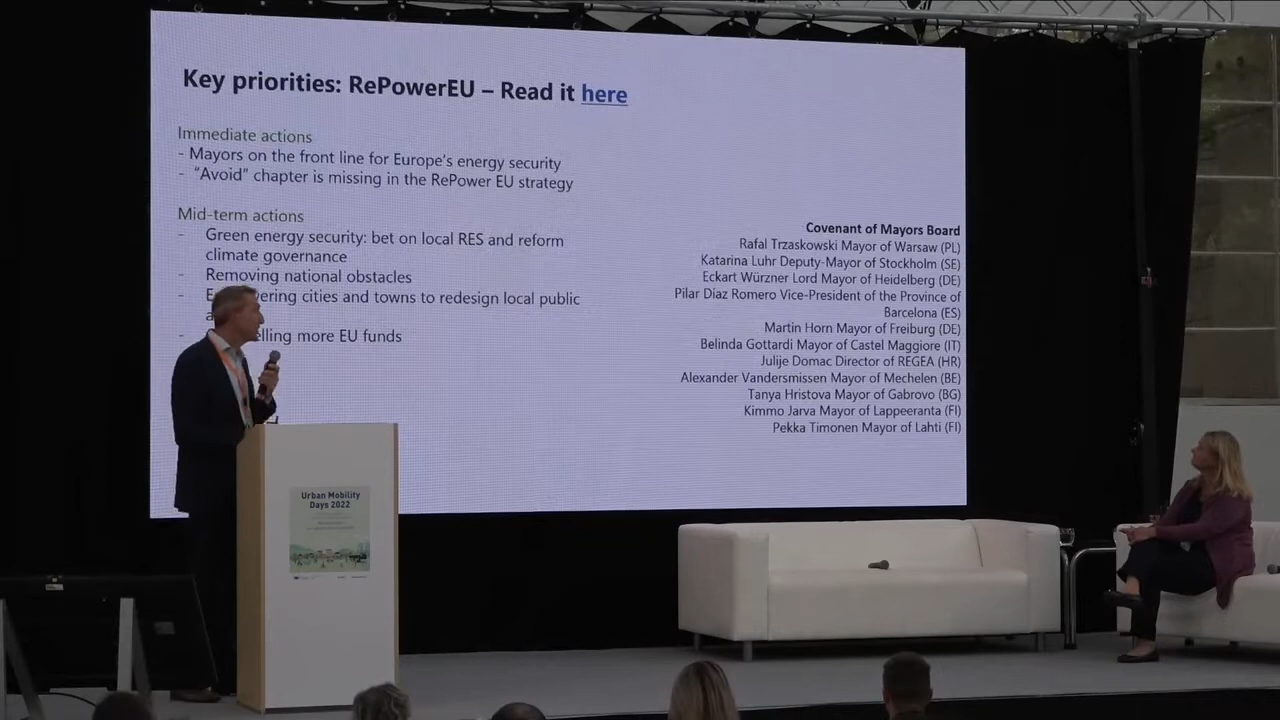 Key priorities: RePowerEU – Read it here
Immediate actions
- Mayors on the front line for Europe's energy security
- "Avoid" chapter is missing in the RePower EU strategy
Mid-term actions
- Green energy security: bet on local RES and reform
climate governance
- Removing national obstacles
- cities and towns to redesign local public
- more EU funds
Covenant of Mayors Board
Rafal Trzaskowski Mayor of Warsaw (PL)
Katarina Luhr Deputy-Mayor of Stockholm (SE)
Eckart Würzner Lord Mayor of Heidelberg (DE)
Pilar Díaz Romero Vice-President of the Province of
Barcelona (ES)
Martin Horn Mayor of Freiburg (DE)
Belinda Gottardi Mayor of Castel Maggiore (IT)
Julije Domac Director of REGEA (HR)
Alexander Vandersmissen Mayor of Mechelen (BE)
Tanya Hristova Mayor of Gabrovo (BG)
Kimmo Jarva Mayor of Lappeeranta (FI)
Pekka Timonen Mayor of Lahti (FI)
Urban Mobility
Days 2022